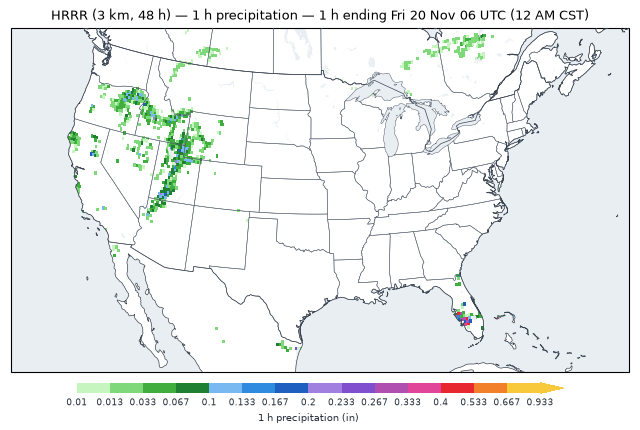 HRRR (3 km, 48 h) — 1 h precipitation — 1 h ending Fri 20 Nov 06 UTC (12 AM CST)
0.01 0.013 0.033 0.067 0.1 0.133 0.167 0.2 0.233 0.267 0.333 0.4 0.533 0.667 0.933
1 h precipitation (in)